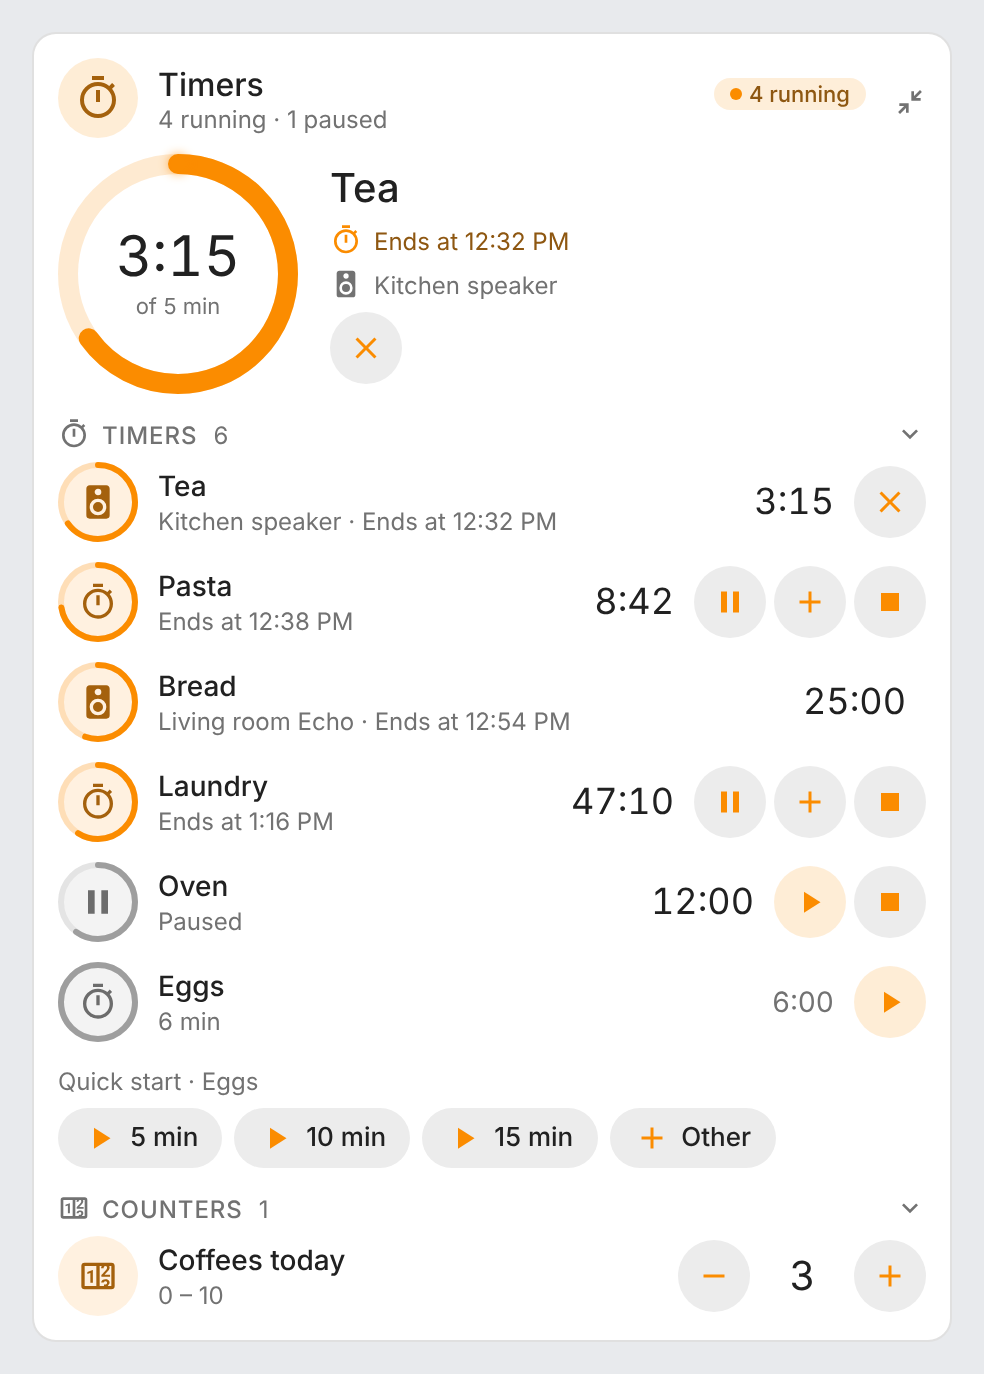 Timers
4 running · 1 paused
4 running
3:15
of 5 min
Tea
Ends at 12:32 PM
Kitchen speaker
TIMERS 6
Tea
Kitchen speaker · Ends at 12:32 PM
3:15
Pasta
Ends at 12:38 PM
8:42
Bread
Living room Echo · Ends at 12:54 PM
25:00
Laundry
Ends at 1:16 PM
47:10
Oven
Paused
12:00
Eggs
6 min
6:00
Quick start · Eggs
5 min
10 min
15 min
Other
COUNTERS 1
Coffees today
0 – 10
3